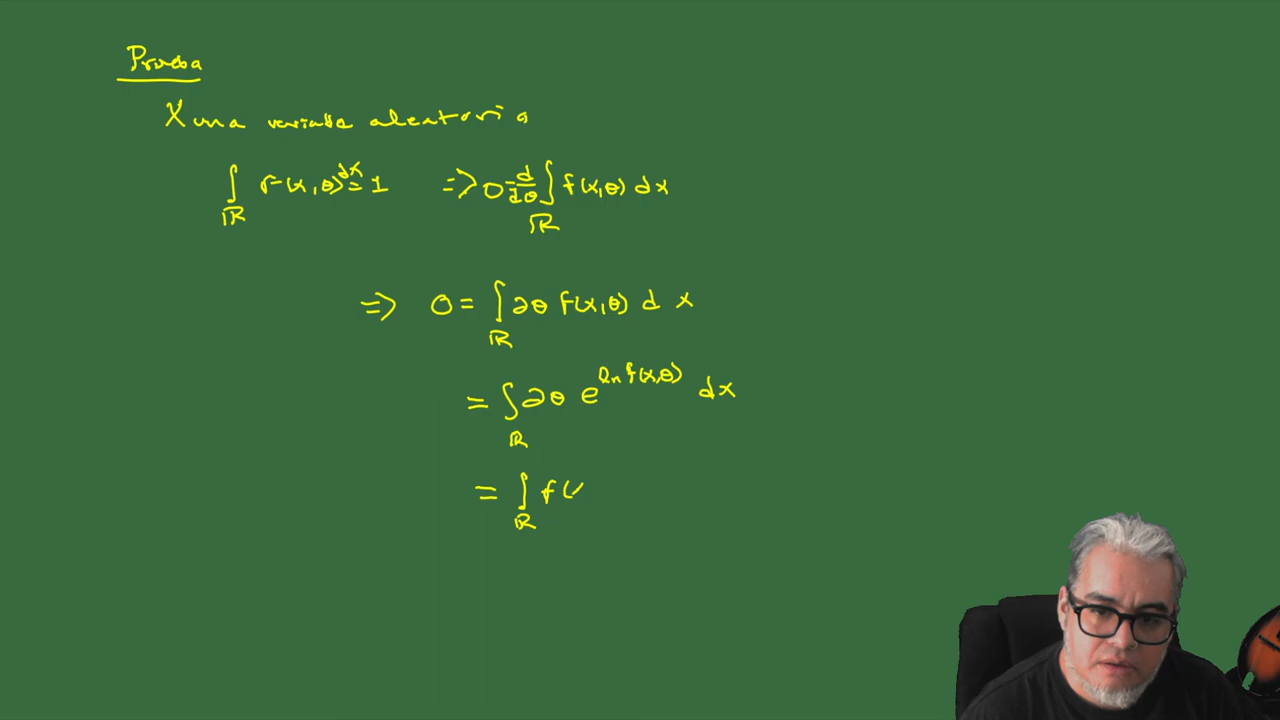 Prueba
X una variable aleatoria
∫_ℝ f(x,θ) dx = 1 => 0 = d/dθ ∫_ℝ f(x,θ) dx
=> 0 = ∫_ℝ ∂θ f(x,θ) dx
= ∫_ℝ ∂θ e^{ln f(x,θ)} dx
= ∫_ℝ f(